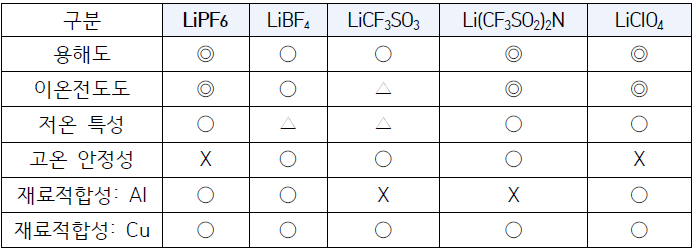 구분 LiPF6 LiBF₄ LiCF₃SO₃ Li(CF₃SO₂)₂N LiClO₄
용해도 ◎ ○ ○ ◎ ◎
이온전도도 ◎ ○ △ ◎ ◎
저온 특성 ○ △ △ ○ ○
고온 안정성 X ○ ○ ○ X
재료적합성: Al ○ ○ X X ○
재료적합성: Cu ○ ○ ○ ○ ○